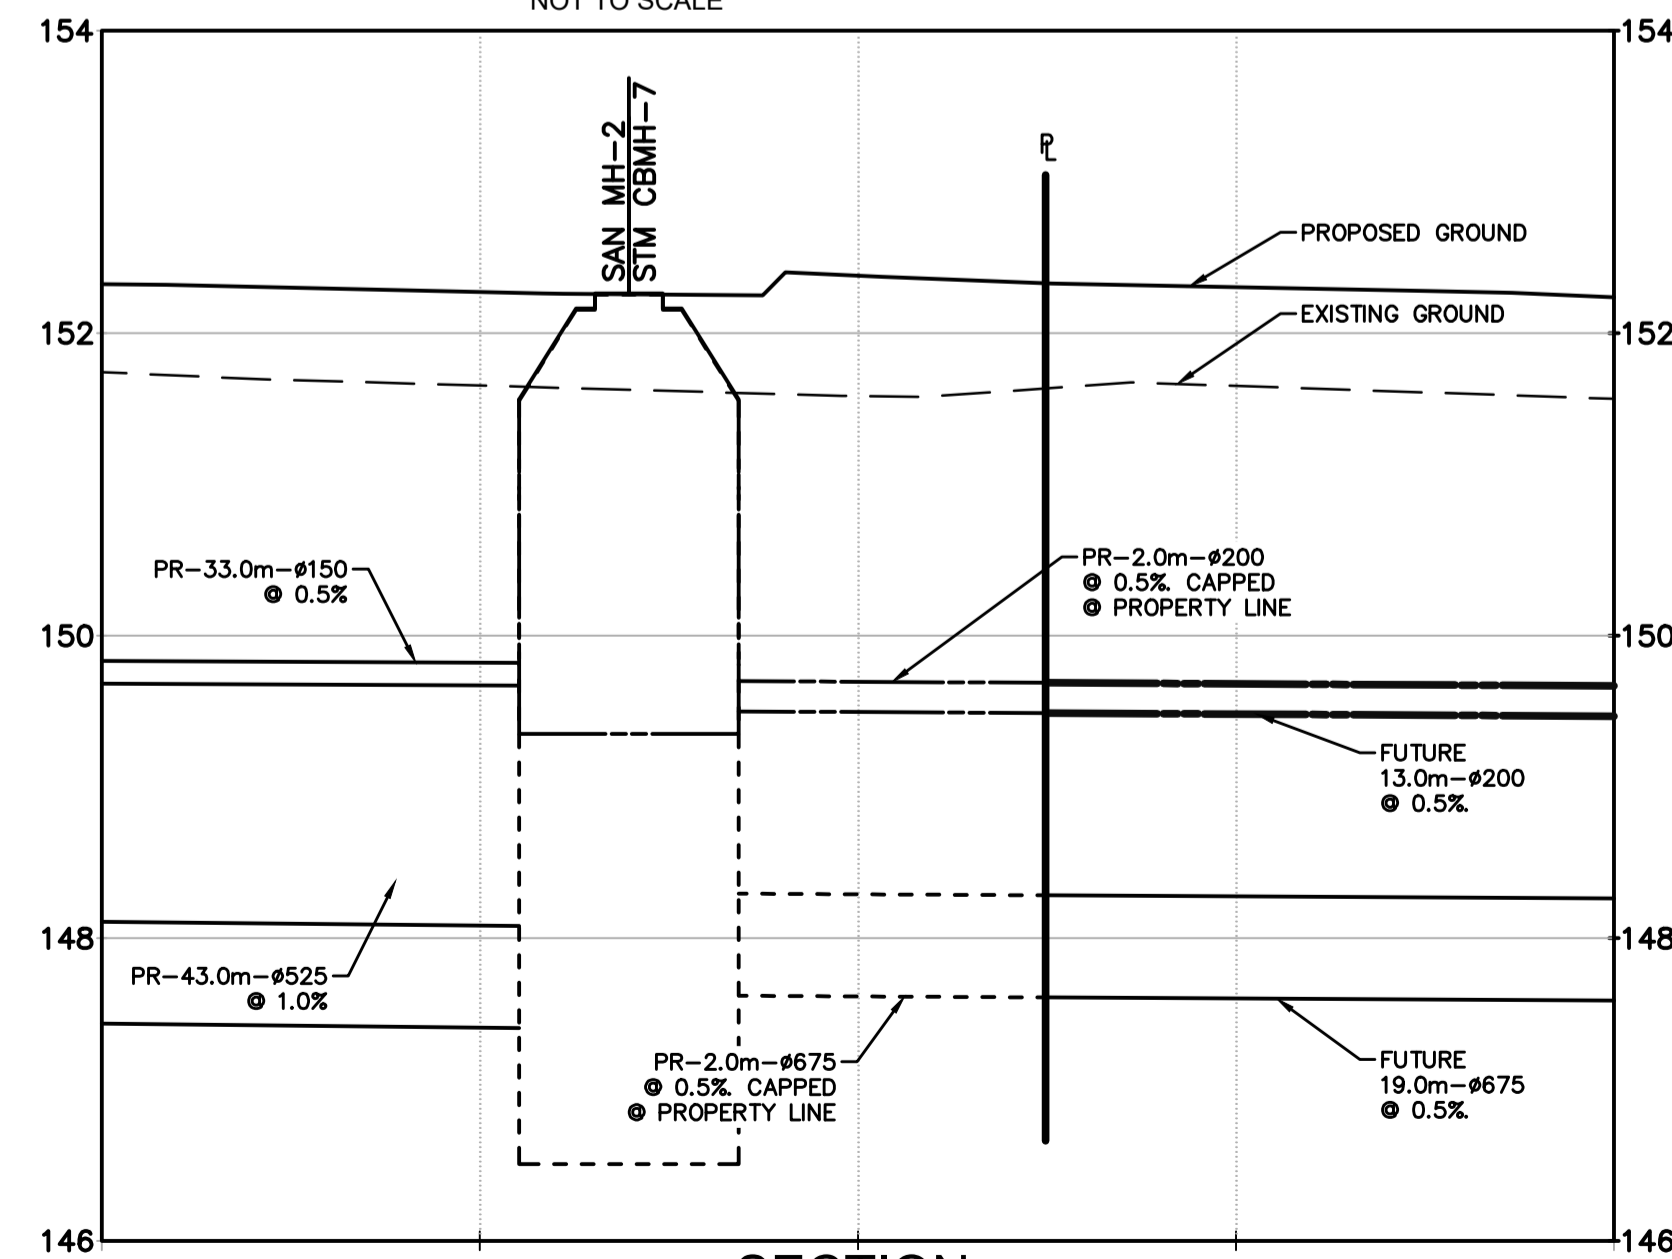 NOT TO SCALE
154
154
SAN MH-2
STM CBMH-7
PL
PROPOSED GROUND
EXISTING GROUND
152
152
PR-33.0m-ø150
@ 0.5%
PR-2.0m-ø200
@ 0.5%. CAPPED
@ PROPERTY LINE
150
150
FUTURE
13.0m-ø200
@ 0.5%.
148
148
PR-43.0m-ø525
@ 1.0%
PR-2.0m-ø675
@ 0.5%. CAPPED
@ PROPERTY LINE
FUTURE
19.0m-ø675
@ 0.5%.
146
146
SECTION